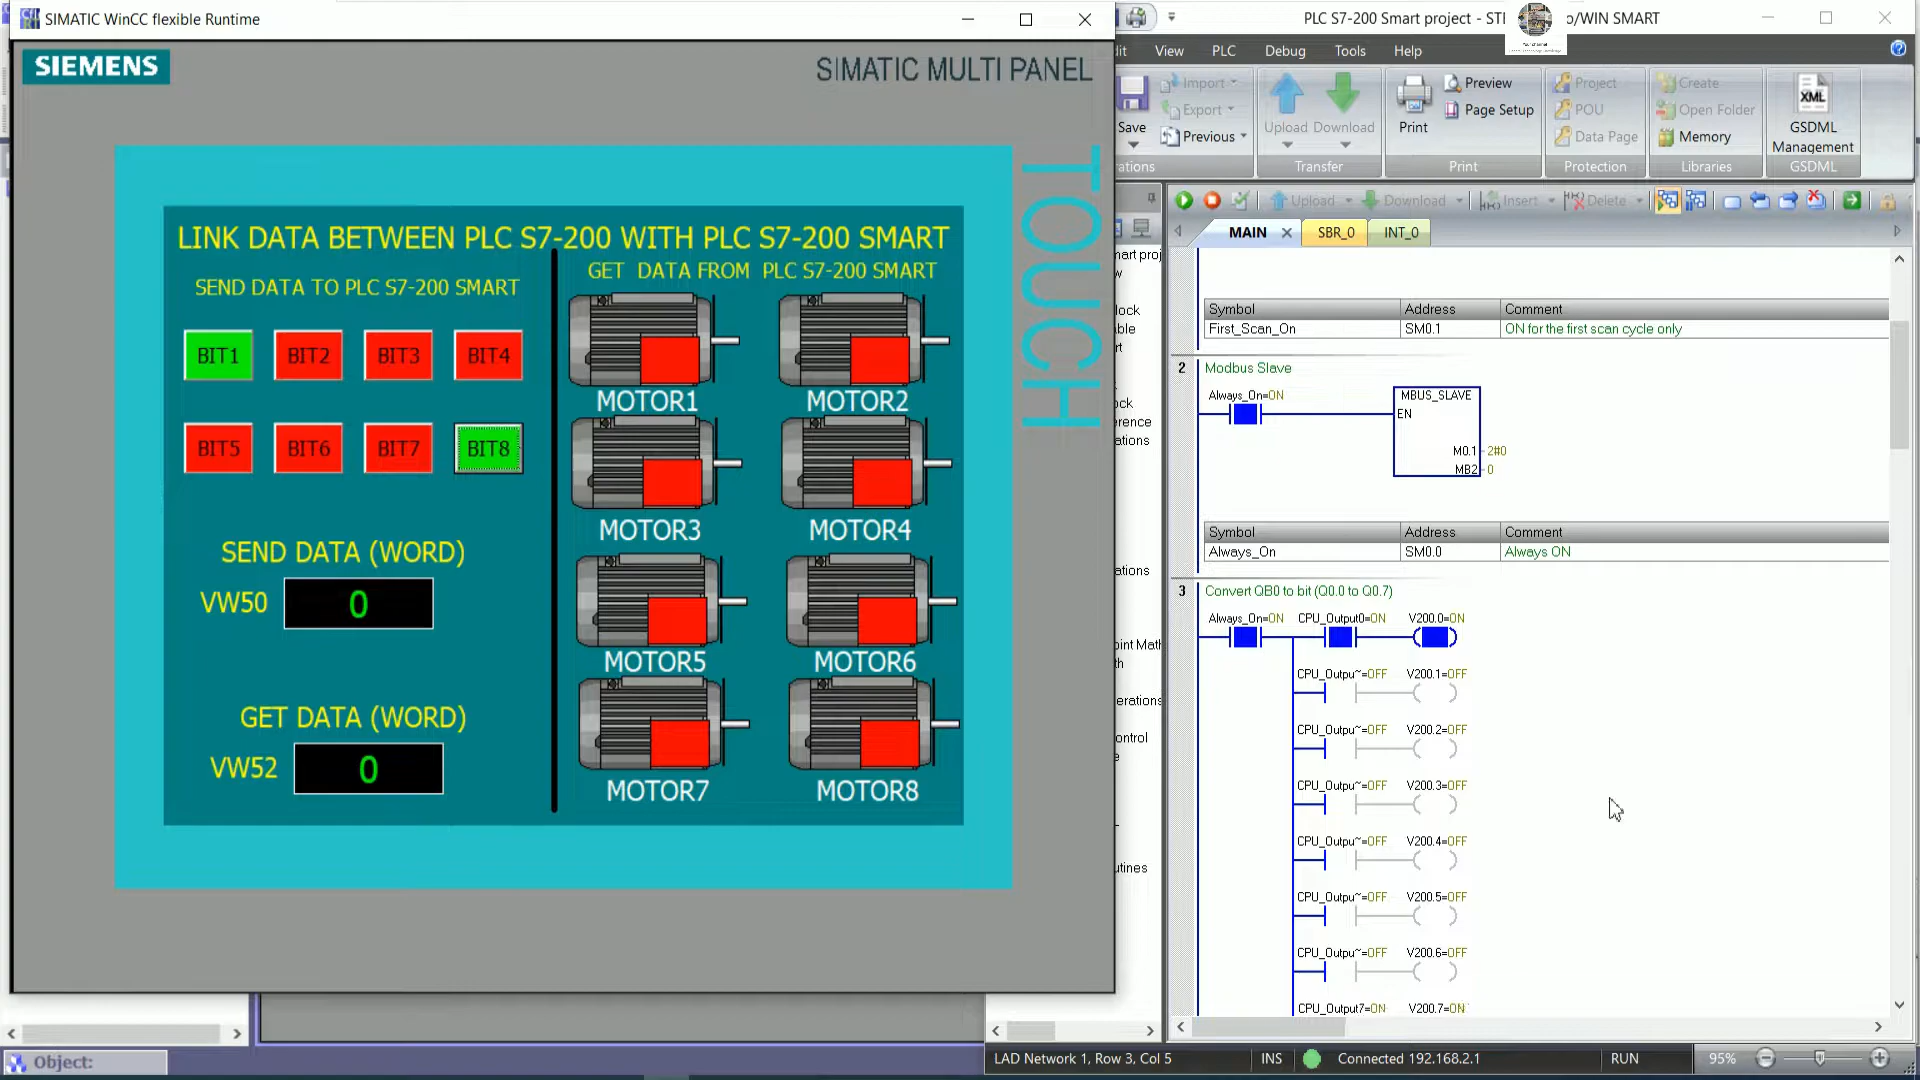 SIMATIC WinCC flexible Runtime
SIEMENS
SIMATIC MULTI PANEL
TOUCH
LINK DATA BETWEEN PLC S7-200 WITH PLC S7-200 SMART
SEND DATA TO PLC S7-200 SMART
GET DATA FROM PLC S7-200 SMART
BIT1 BIT2 BIT3 BIT4
BIT5 BIT6 BIT7 BIT8
SEND DATA (WORD)
VW50 0
GET DATA (WORD)
VW52 0
MOTOR1 MOTOR2
MOTOR3 MOTOR4
MOTOR5 MOTOR6
MOTOR7 MOTOR8
Object:
PLC S7-200 Smart project - STE
o/WIN SMART
View PLC Debug Tools Help
Save
Import
Export
Previous
Upload Download
Transfer
Print
Preview
Page Setup
Print
Project
POU
Data Page
Protection
Create
Open Folder
Memory
Libraries
XML
GSDML
Management
GSDML
Upload Download Insert Delete
MAIN SBR_0 INT_0
Symbol Address Comment
First_Scan_On SM0.1 ON for the first scan cycle only
2 Modbus Slave
Always_On=ON
MBUS_SLAVE
EN
M0.1 2#0
MB2 0
Symbol Address Comment
Always_On SM0.0 Always ON
3 Convert QB0 to bit (Q0.0 to Q0.7)
Always_On=ON CPU_Output0=ON V200.0=ON
CPU_Outpu~=OFF V200.1=OFF
CPU_Outpu~=OFF V200.2=OFF
CPU_Outpu~=OFF V200.3=OFF
CPU_Outpu~=OFF V200.4=OFF
CPU_Outpu~=OFF V200.5=OFF
CPU_Outpu~=OFF V200.6=OFF
CPU_Output7=ON V200.7=ON
LAD Network 1, Row 3, Col 5 INS Connected 192.168.2.1 RUN 95%